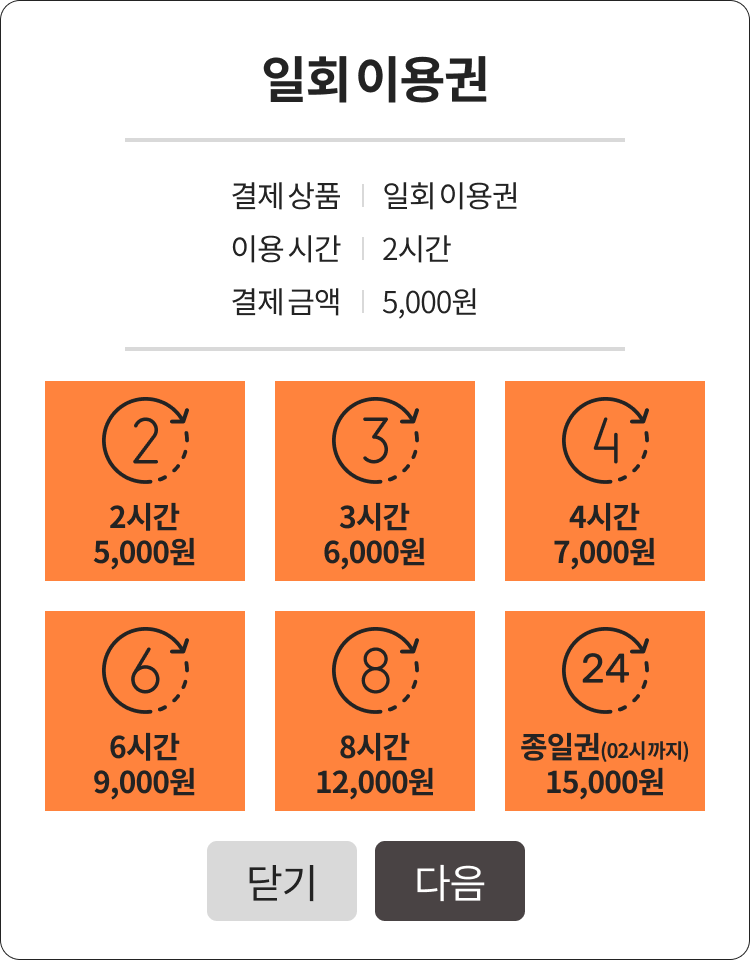 일회 이용권
결제 상품 | 일회 이용권
이용 시간 | 2시간
결제 금액 | 5,000원
2
2시간
5,000원
3
3시간
6,000원
4
4시간
7,000원
6
6시간
9,000원
8
8시간
12,000원
24
종일권(02시까지)
15,000원
닫기
다음